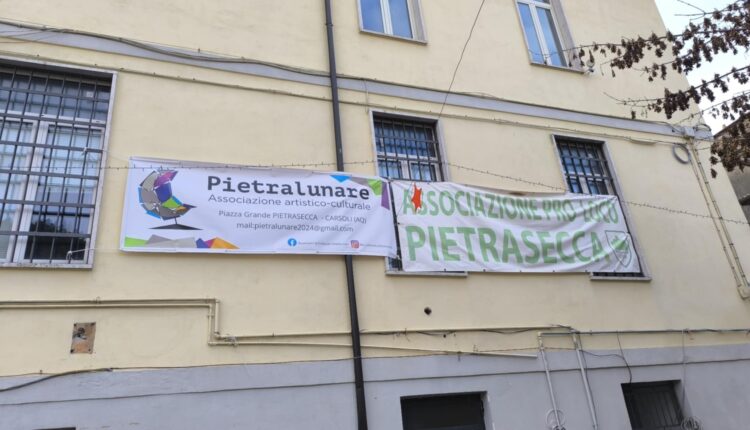 Pietralunare
Associazione artistico-culturale
Piazza Grande PIETRASECCA - CARSOLI (AQ)
mail:pietralunare2024@gmail.com
ASSOCIAZIONE PRO LOCO
PIETRASECCA